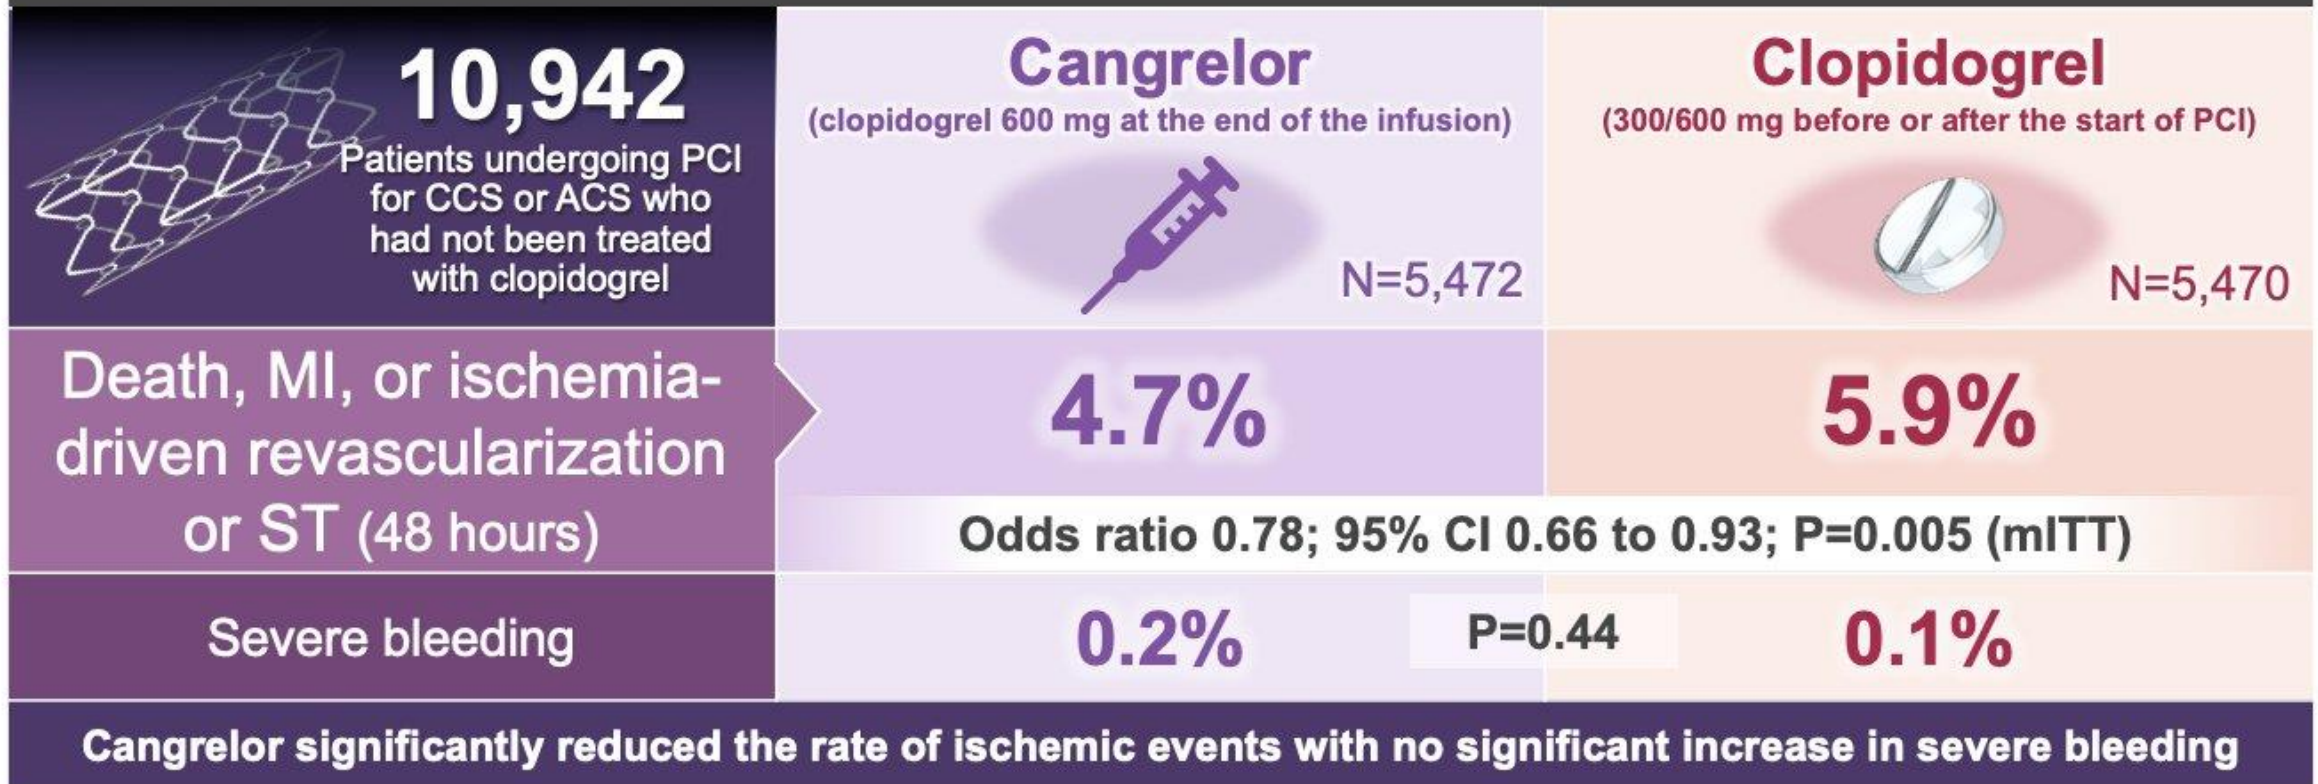 10,942
Patients undergoing PCI
for CCS or ACS who
had not been treated
with clopidogrel
Cangrelor
(clopidogrel 600 mg at the end of the infusion)
N=5,472
Clopidogrel
(300/600 mg before or after the start of PCI)
N=5,470
Death, MI, or ischemia-
driven revascularization
or ST (48 hours)
4.7%
5.9%
Odds ratio 0.78; 95% CI 0.66 to 0.93; P=0.005 (mITT)
Severe bleeding
0.2%
P=0.44
0.1%
Cangrelor significantly reduced the rate of ischemic events with no significant increase in severe bleeding